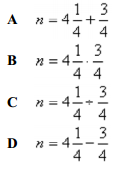 A n = 4 1/4 + 3/4
B n = 4 1/4 · 3/4
C n = 4 1/4 ÷ 3/4
D n = 4 1/4 − 3/4